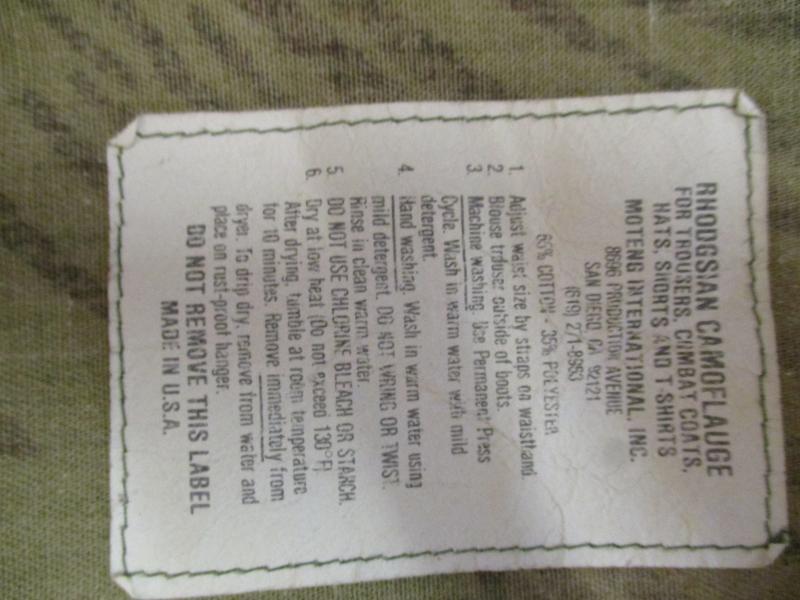 RHODGSIAN CAMOFLAUGE
FOR TROUSERS, COMBAT COATS,
HATS, SHORTS AND T-SHIRTS
MOTENG INTERNATIONAL, INC.
8696 PRODUCTION AVENUE
SAN DIEGO, CA 92121
(619) 271-8953
65% COTTON - 35% POLYESTER
1. Adjust waist size by straps on waistband
2. Blouse trouser outside of boots.
3. Machine washing. Use Permanent Press
Cycle. Wash in warm water with mild
detergent.
4. Hand washing. Wash in warm water using
mild detergent. DO NOT WRING OR TWIST.
Rinse in clean warm water.
5. DO NOT USE CHLORINE BLEACH OR STARCH.
6. Dry at low heat (Do not exceed 130°F)
After drying, tumble at room temperature
for 10 minutes. Remove immediately from
dryer. To drip dry, remove from water and
place on rust-proof hanger.
DO NOT REMOVE THIS LABEL
MADE IN U.S.A.